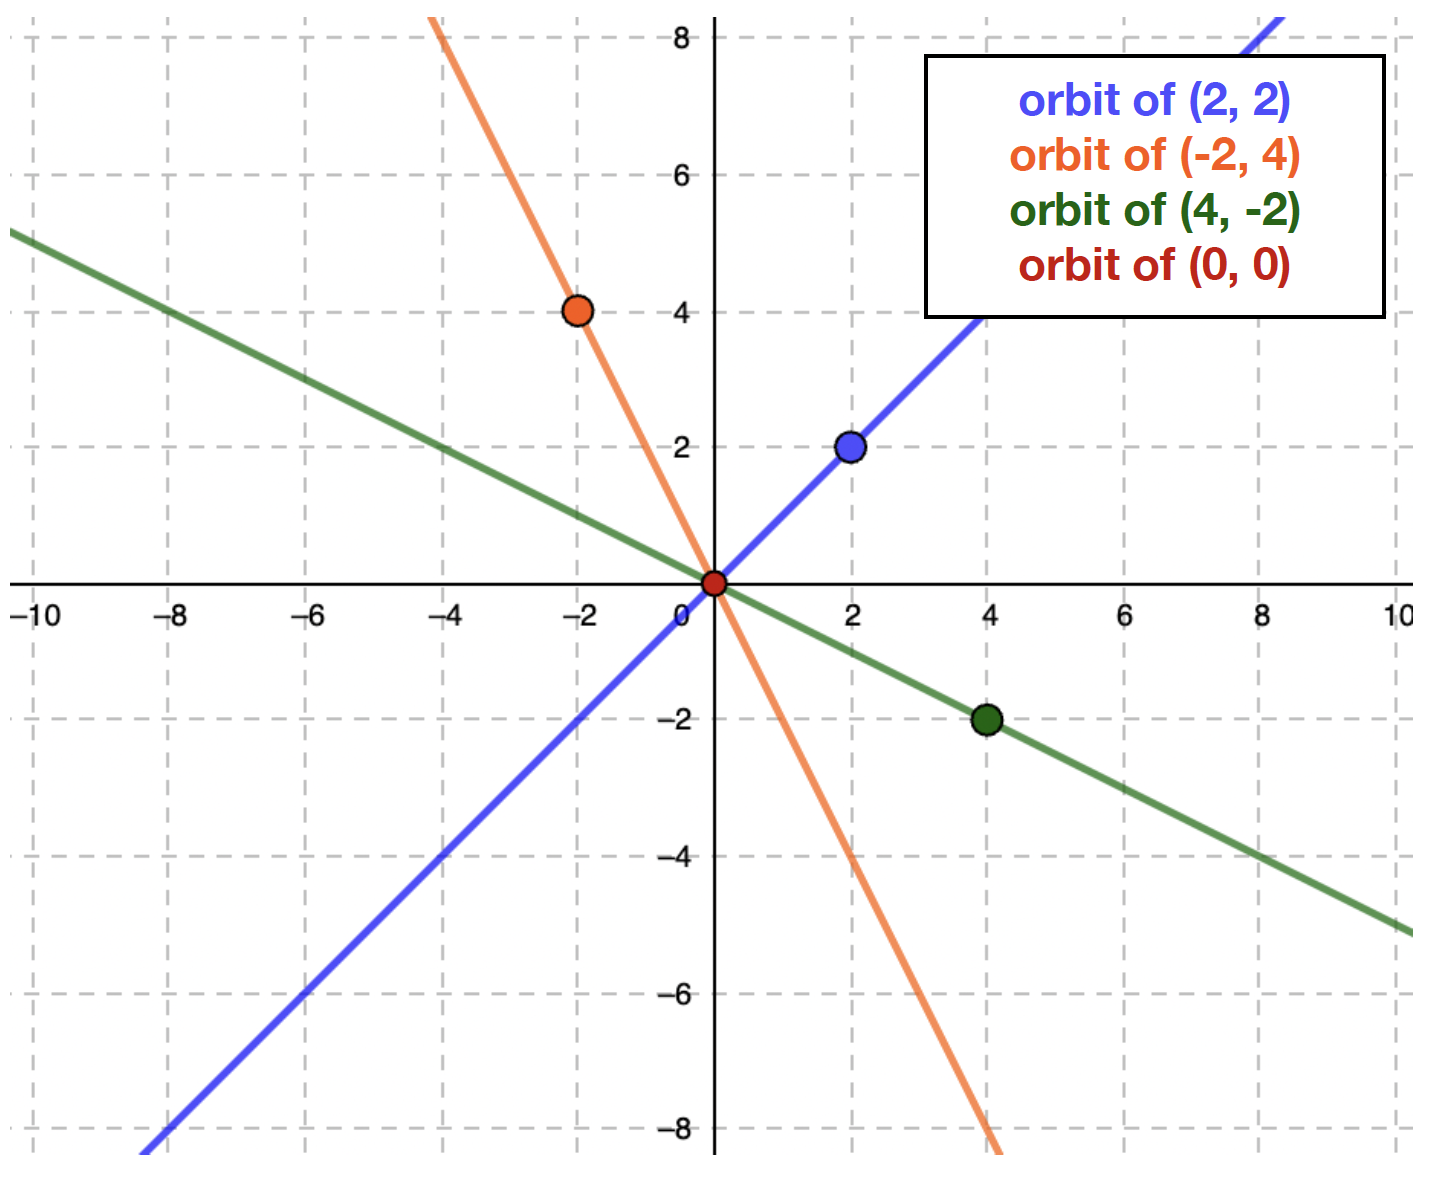 8
orbit of (2, 2)
orbit of (-2, 4)
orbit of (4, -2)
orbit of (0, 0)
6
4
2
–10 –8 –6 –4 –2 0 2 4 6 8 10
–2
–4
–6
–8